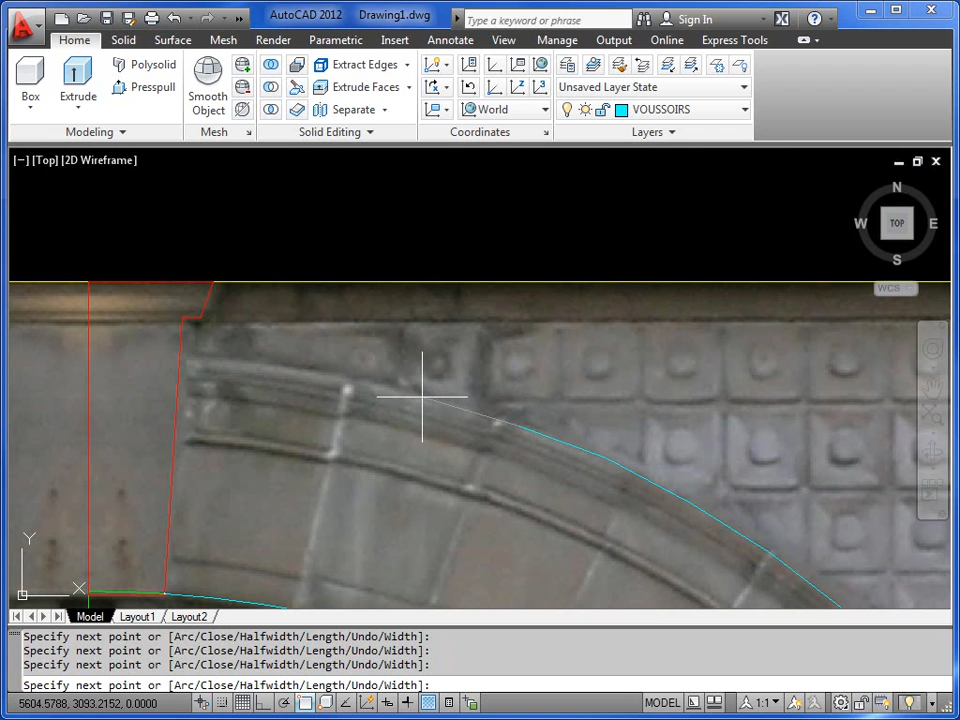 AutoCAD 2012 Drawing1.dwg Type a keyword or phrase Sign In
Home Solid Surface Mesh Render Parametric Insert Annotate View Manage Output Online Express Tools
Box Extrude Polysolid Presspull Smooth Object Extract Edges Extrude Faces Separate World Unsaved Layer State VOUSSOIRS
Modeling Mesh Solid Editing Coordinates Layers
[−] [Top] [2D Wireframe]
N
W TOP E
S
WCS
Y
X
Model Layout1 Layout2
Specify next point or [Arc/Close/Halfwidth/Length/Undo/Width]:
Specify next point or [Arc/Close/Halfwidth/Length/Undo/Width]:
Specify next point or [Arc/Close/Halfwidth/Length/Undo/Width]:
Specify next point or [Arc/Close/Halfwidth/Length/Undo/Width]:
5604.5788, 3093.2152, 0.0000 MODEL 1:1